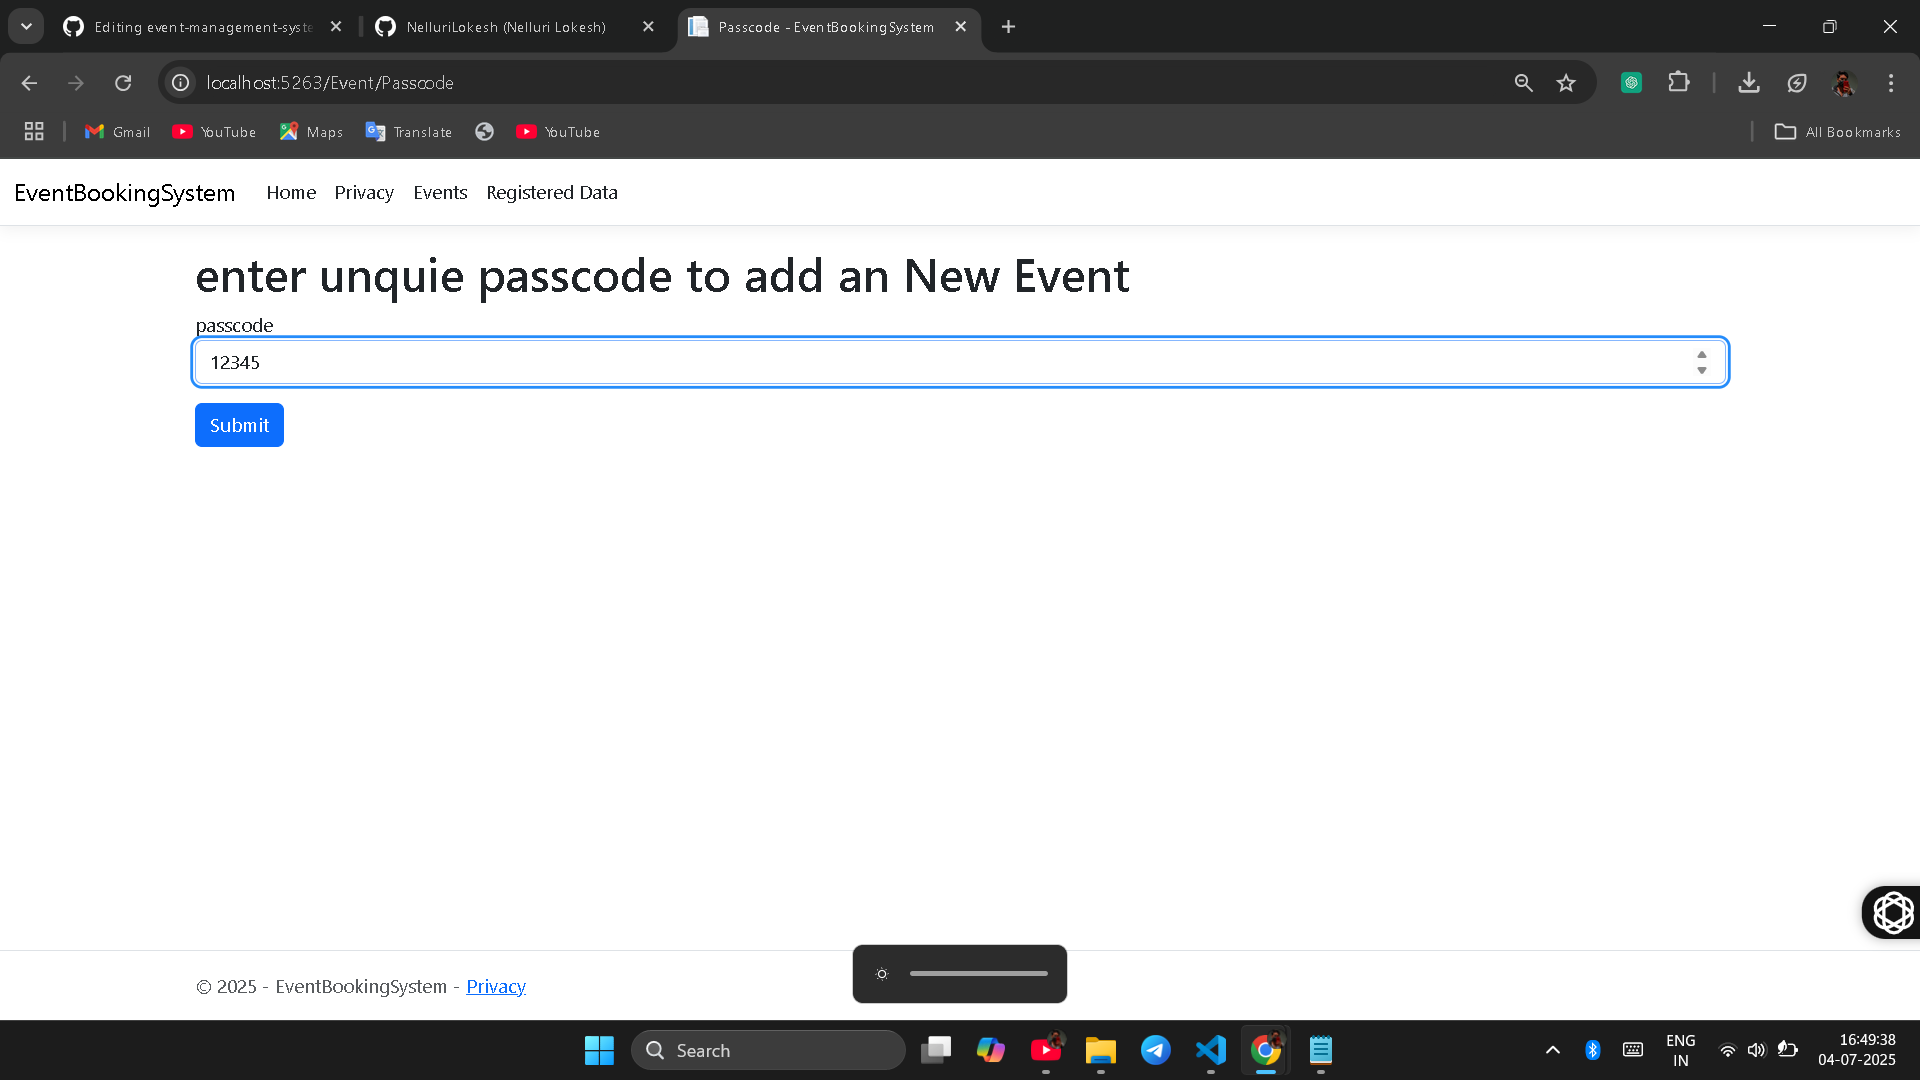 Editing event-management-syste
NelluriLokesh (Nelluri Lokesh)
Passcode - EventBookingSystem
localhost:5263/Event/Passcode
Gmail
YouTube
Maps
Translate
YouTube
All Bookmarks
EventBookingSystem
Home
Privacy
Events
Registered Data
enter unquie passcode to add an New Event
passcode
12345
Submit
© 2025 - EventBookingSystem - Privacy
Search
ENG
IN
16:49:38
04-07-2025